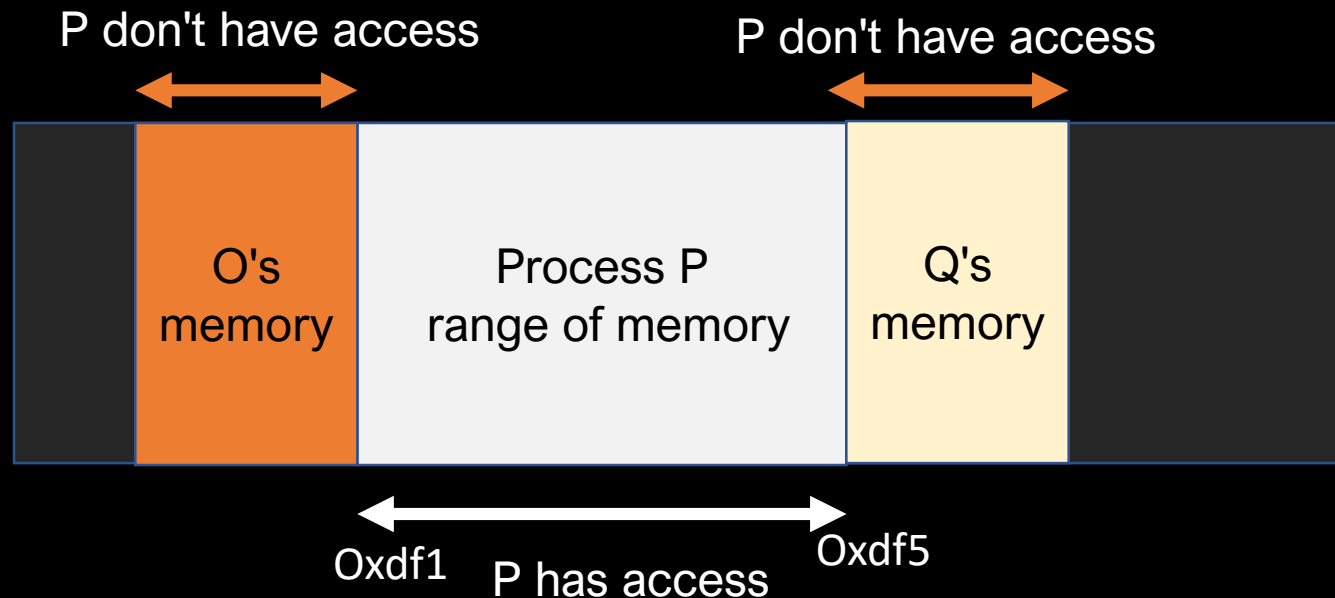 P don't have access
P don't have access
O's
memory
Process P
range of memory
Q's
memory
Oxdf1
P has access
Oxdf5